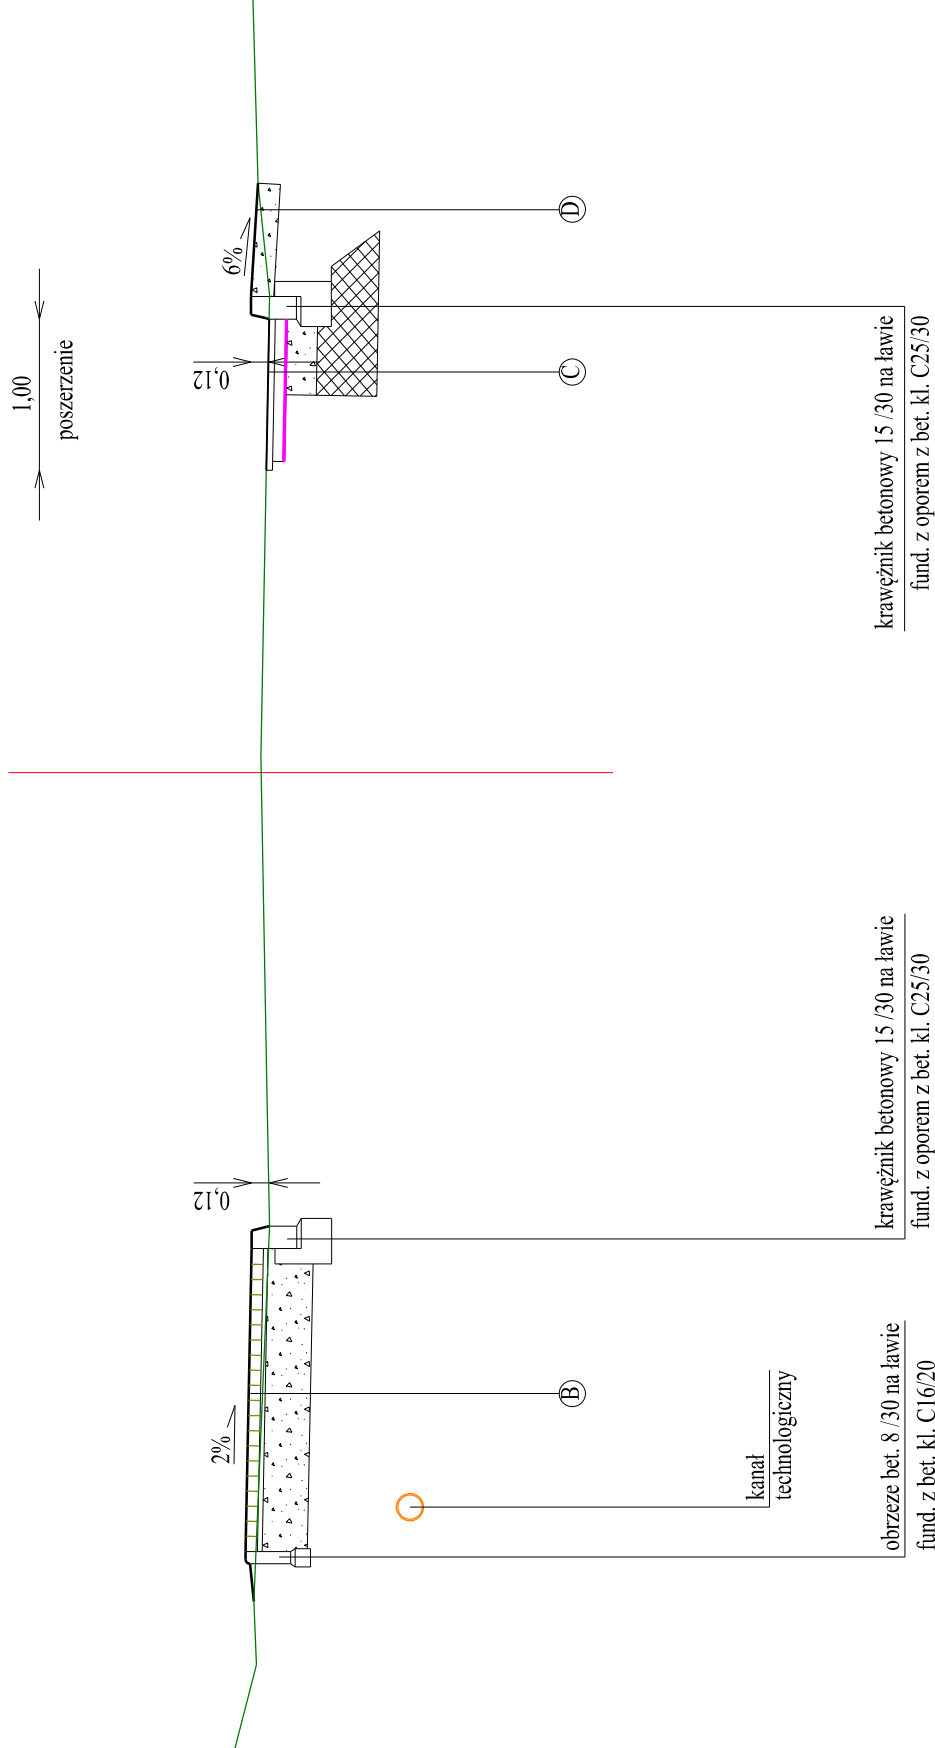 1,00
poszerzenie
6%
D
0,12
C
krawężnik betonowy 15 /30 na ławie
fund. z oporem z bet. kl. C25/30
0,12
krawężnik betonowy 15 /30 na ławie
fund. z oporem z bet. kl. C25/30
2%
B
kanał
technologiczny
obrzeze bet. 8 /30 na ławie
fund. z bet. kl. C16/20